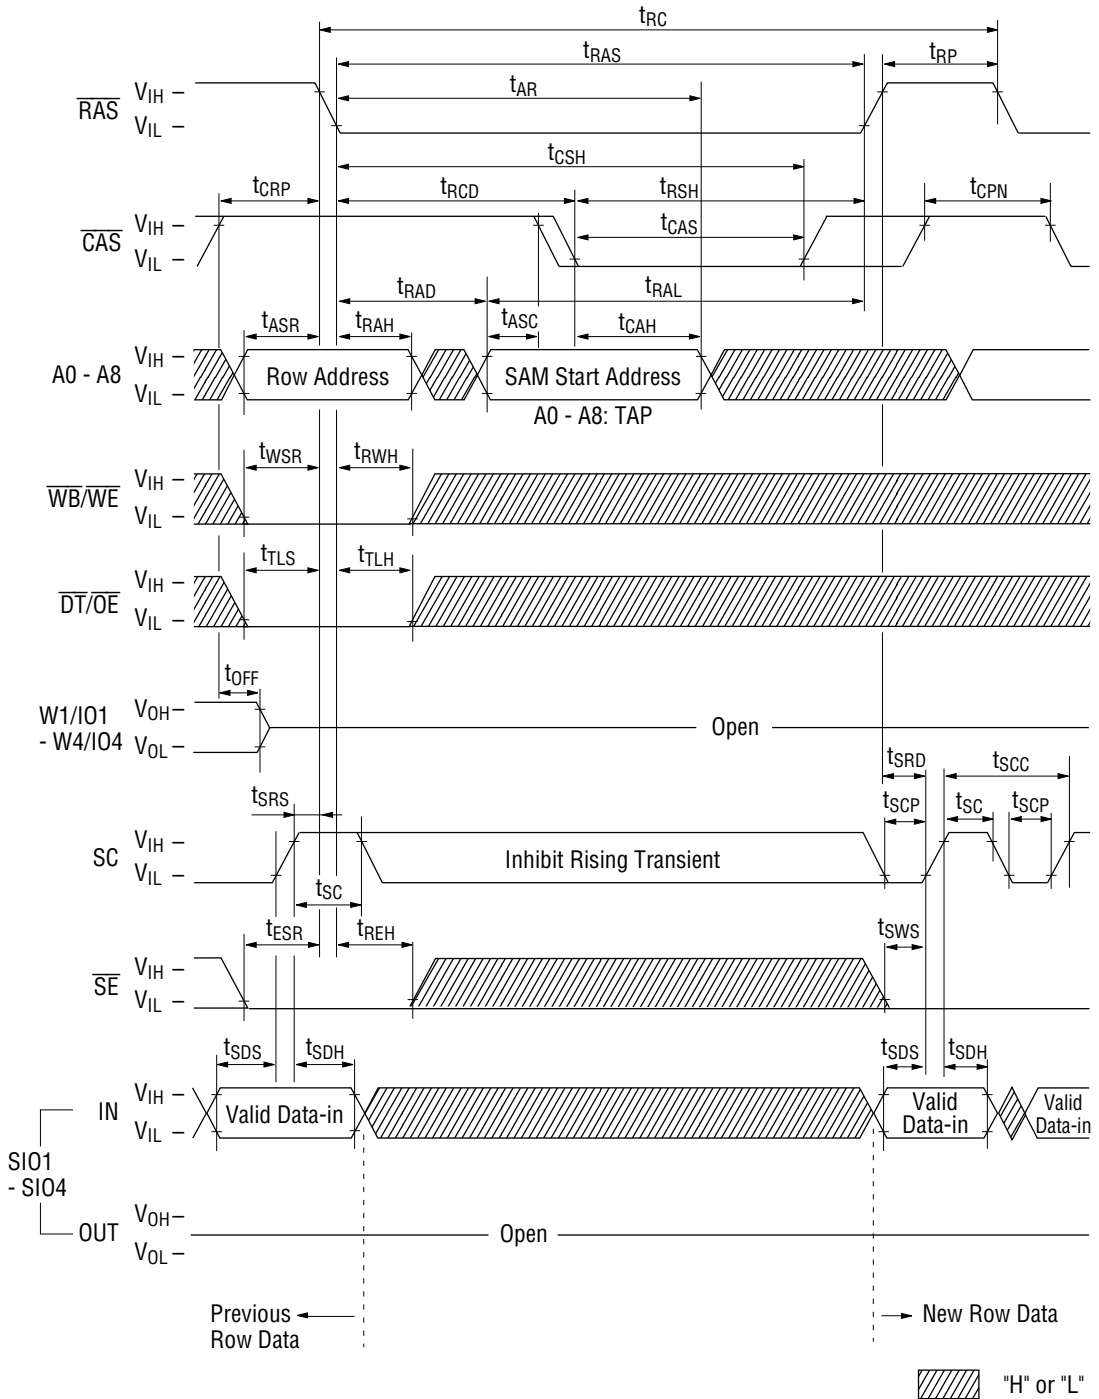 tRC
tRAS
tRP
tAR
RAS
VIH
VIL
tCSH
tCRP
tRCD
tRSH
tCPN
CAS
VIH
VIL
tCAS
tRAD
tRAL
tASR
tRAH
tASC
tCAH
A0 - A8
VIH
VIL
Row Address
SAM Start Address
A0 - A8: TAP
tWSR
tRWH
WB/WE
VIH
VIL
tTLS
tTLH
DT/OE
VIH
VIL
tOFF
W1/IO1
- W4/IO4
VOH
VOL
Open
tSRD
tSCC
tSRS
tSCP
tSC
tSCP
SC
VIH
VIL
Inhibit Rising Transient
tSC
tESR
tREH
tSWS
SE
VIH
VIL
tSDS
tSDH
tSDS
tSDH
IN
VIH
VIL
Valid Data-in
Valid
Data-in
Valid
Data-in
SIO1
- SIO4
OUT
VOH
VOL
Open
Previous
Row Data
New Row Data
"H" or "L"